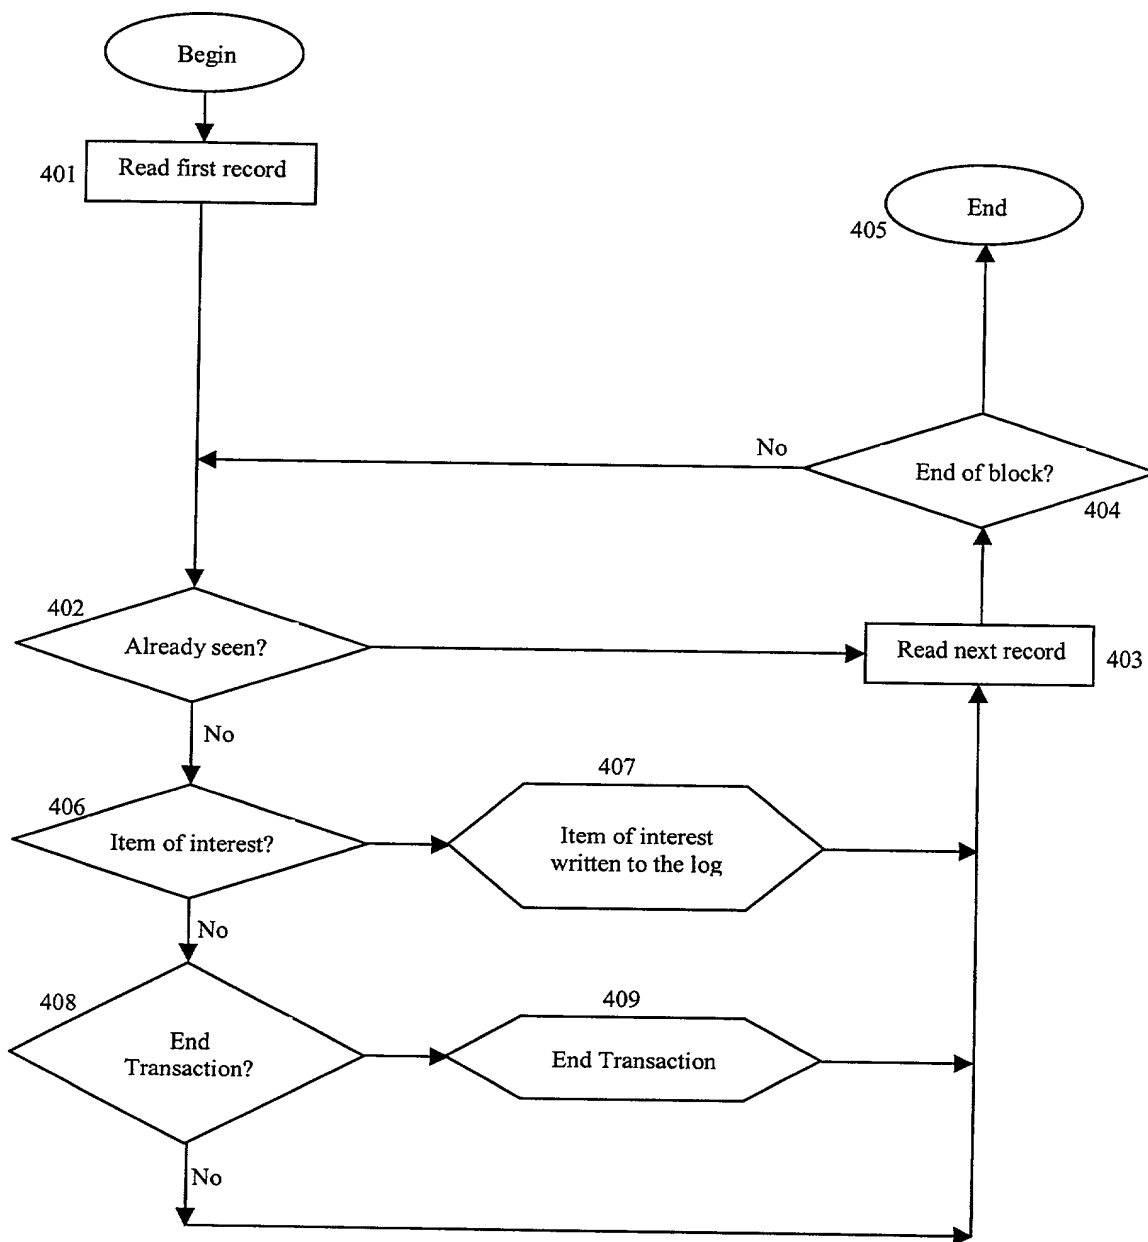 Begin
401
Read first record
End
405
No
End of block?
404
402
Already seen?
Read next record
403
No
407
406
Item of interest?
Item of interest
written to the log
No
408
409
End
Transaction?
End Transaction
No